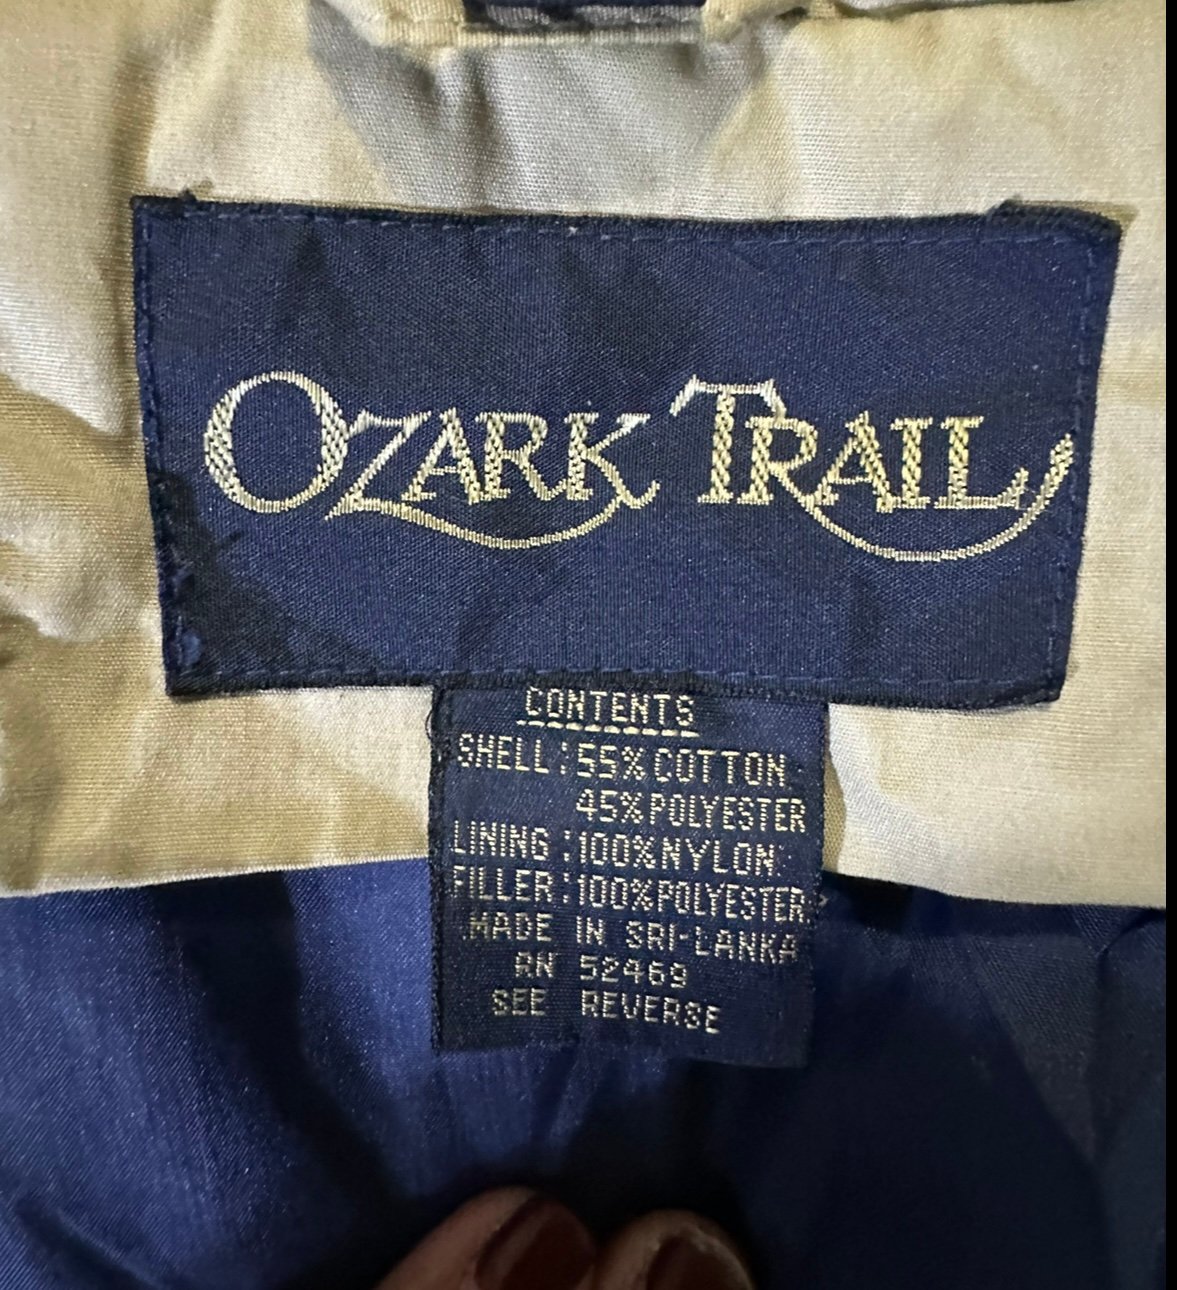 OZARK TRAIL
CONTENTS
SHELL:55%COTTON
45%POLYESTER
LINING:100%NYLON
FILLER:100%POLYESTER
MADE IN SRI-LANKA
RN 52469
SEE REVERSE